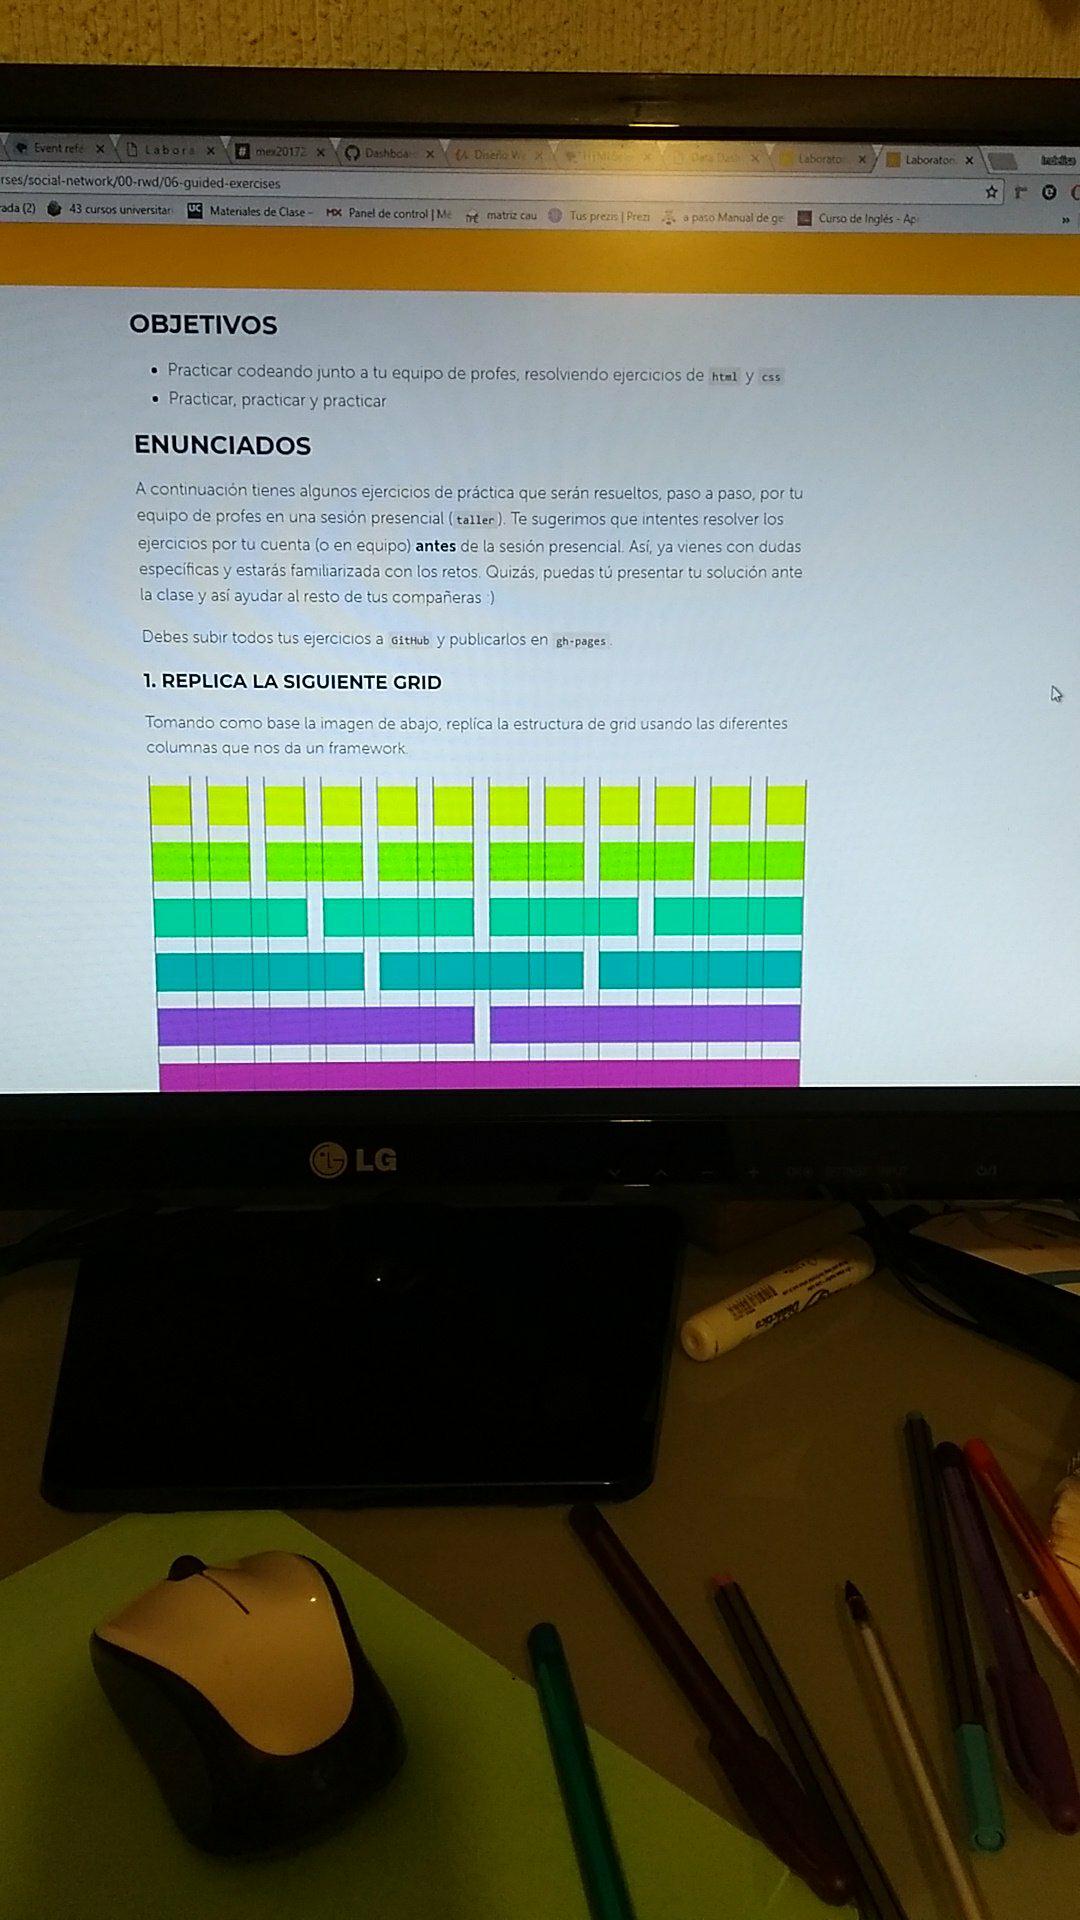 Event refe
Labora
mex20172
Dashboar
Diseño We
Data Dash
Laborato
Laboratori
rses/social-network/00-rwd/06-guided-exercises
ada (2)
43 cursos universitar
UC
Materiales de Clase -
MX
Panel de control | Mé
matriz cau
Tus prezis | Prezi
a paso Manual de ge
Curso de Inglés - Ap
»
OBJETIVOS
• Practicar codeando junto a tu equipo de profes, resolviendo ejercicios de html y css
• Practicar, practicar y practicar
ENUNCIADOS
A continuación tienes algunos ejercicios de práctica que serán resueltos, paso a paso, por tu
equipo de profes en una sesión presencial ( taller ). Te sugerimos que intentes resolver los
ejercicios por tu cuenta (o en equipo) antes de la sesión presencial. Así, ya vienes con dudas
específicas y estarás familiarizada con los retos. Quizás, puedas tú presentar tu solución ante
la clase y así ayudar al resto de tus compañeras :)
Debes subir todos tus ejercicios a GitHub y publicarlos en gh-pages .
1. REPLICA LA SIGUIENTE GRID
Tomando como base la imagen de abajo, replíca la estructura de grid usando las diferentes
columnas que nos da un framework.
LG